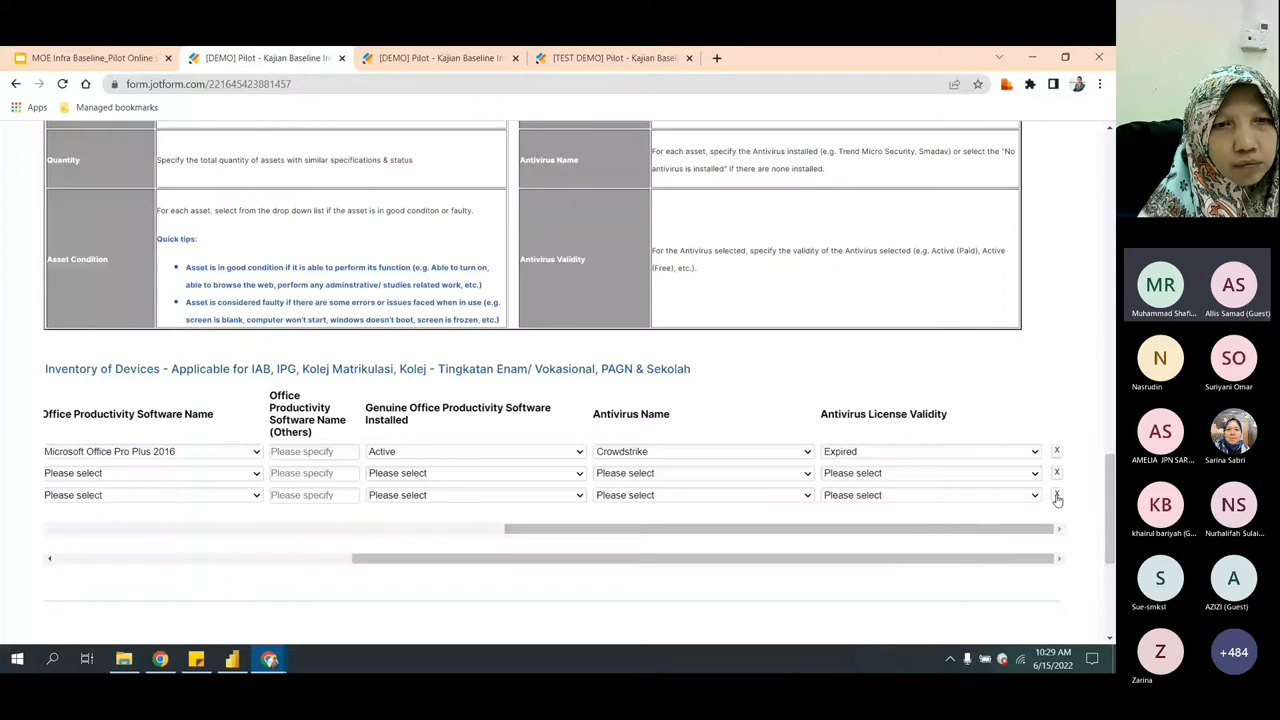 MOE Infra Baseline_Pilot Online
[DEMO] Pilot - Kajian Baseline In
[DEMO] Pilot - Kajian Baseline In
[TEST DEMO] Pilot - Kajian Basel
form.jotform.com/221645423881457
Apps
Managed bookmarks
Quantity
Specify the total quantity of assets with similar specifications & status
Antivirus Name
For each asset, specify the Antivirus installed (e.g. Trend Micro Security, Smadav) or select the "No
antivirus is installed" if there are none installed.
Asset Condition
For each asset, select from the drop down list if the asset is in good conditon or faulty.
Quick tips:
Asset is in good condition if it is able to perform its function (e.g. Able to turn on,
able to browse the web, perform any adminstrative/ studies related work, etc.)
Asset is considered faulty if there are some errors or issues faced when in use (e.g.
screen is blank, computer won't start, windows doesn't boot, screen is frozen, etc.)
Antivirus Validity
For the Antivirus selected, specify the validity of the Antivirus selected (e.g. Active (Paid), Active
(Free), etc.).
Inventory of Devices - Applicable for IAB, IPG, Kolej Matrikulasi, Kolej - Tingkatan Enam/ Vokasional, PAGN & Sekolah
Office Productivity Software Name
Office
Productivity
Software Name
(Others)
Genuine Office Productivity Software
Installed
Antivirus Name
Antivirus License Validity
Microsoft Office Pro Plus 2016
Please specify
Active
Crowdstrike
Expired
X
Please select
Please specify
Please select
Please select
Please select
X
Please select
Please specify
Please select
Please select
Please select
X
10:29 AM
6/15/2022
MR
Muhammad Shafi...
AS
Allis Samad (Guest)
N
Nasrudin
SO
Suriyani Omar
AS
AMELIA JPN SAR...
Sarina Sabri
KB
khairul bariyah (G...
NS
Nurhalifah Sulai...
S
Sue-smksl
A
AZIZI (Guest)
Z
Zarina
+484